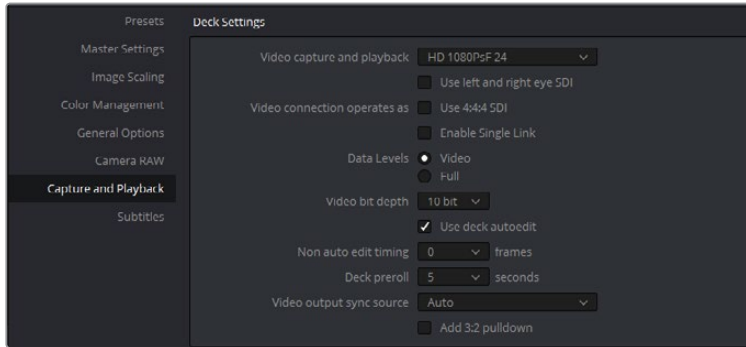 Presets
Master Settings
Image Scaling
Color Management
General Options
Camera RAW
Capture and Playback
Subtitles
Deck Settings
Video capture and playback HD 1080PsF 24
Use left and right eye SDI
Video connection operates as Use 4:4:4 SDI
Enable Single Link
Data Levels Video
Full
Video bit depth 10 bit
Use deck autoedit
Non auto edit timing 0 frames
Deck preroll 5 seconds
Video output sync source Auto
Add 3:2 pulldown